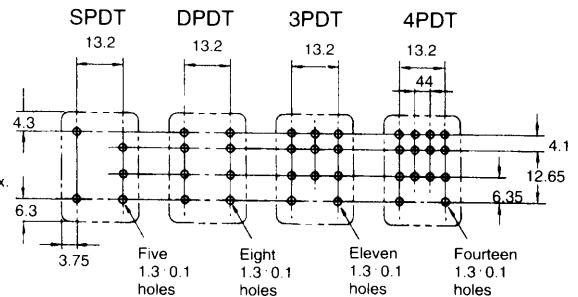 SPDT DPDT 3PDT 4PDT
13.2 13.2 13.2 13.2
44
4.3
4.1
12.65
x.
6.3
6.35
3.75
Five Eight Eleven Fourteen
1.3 · 0.1 1.3 · 0.1 1.3 · 0.1 1.3 · 0.1
holes holes holes holes